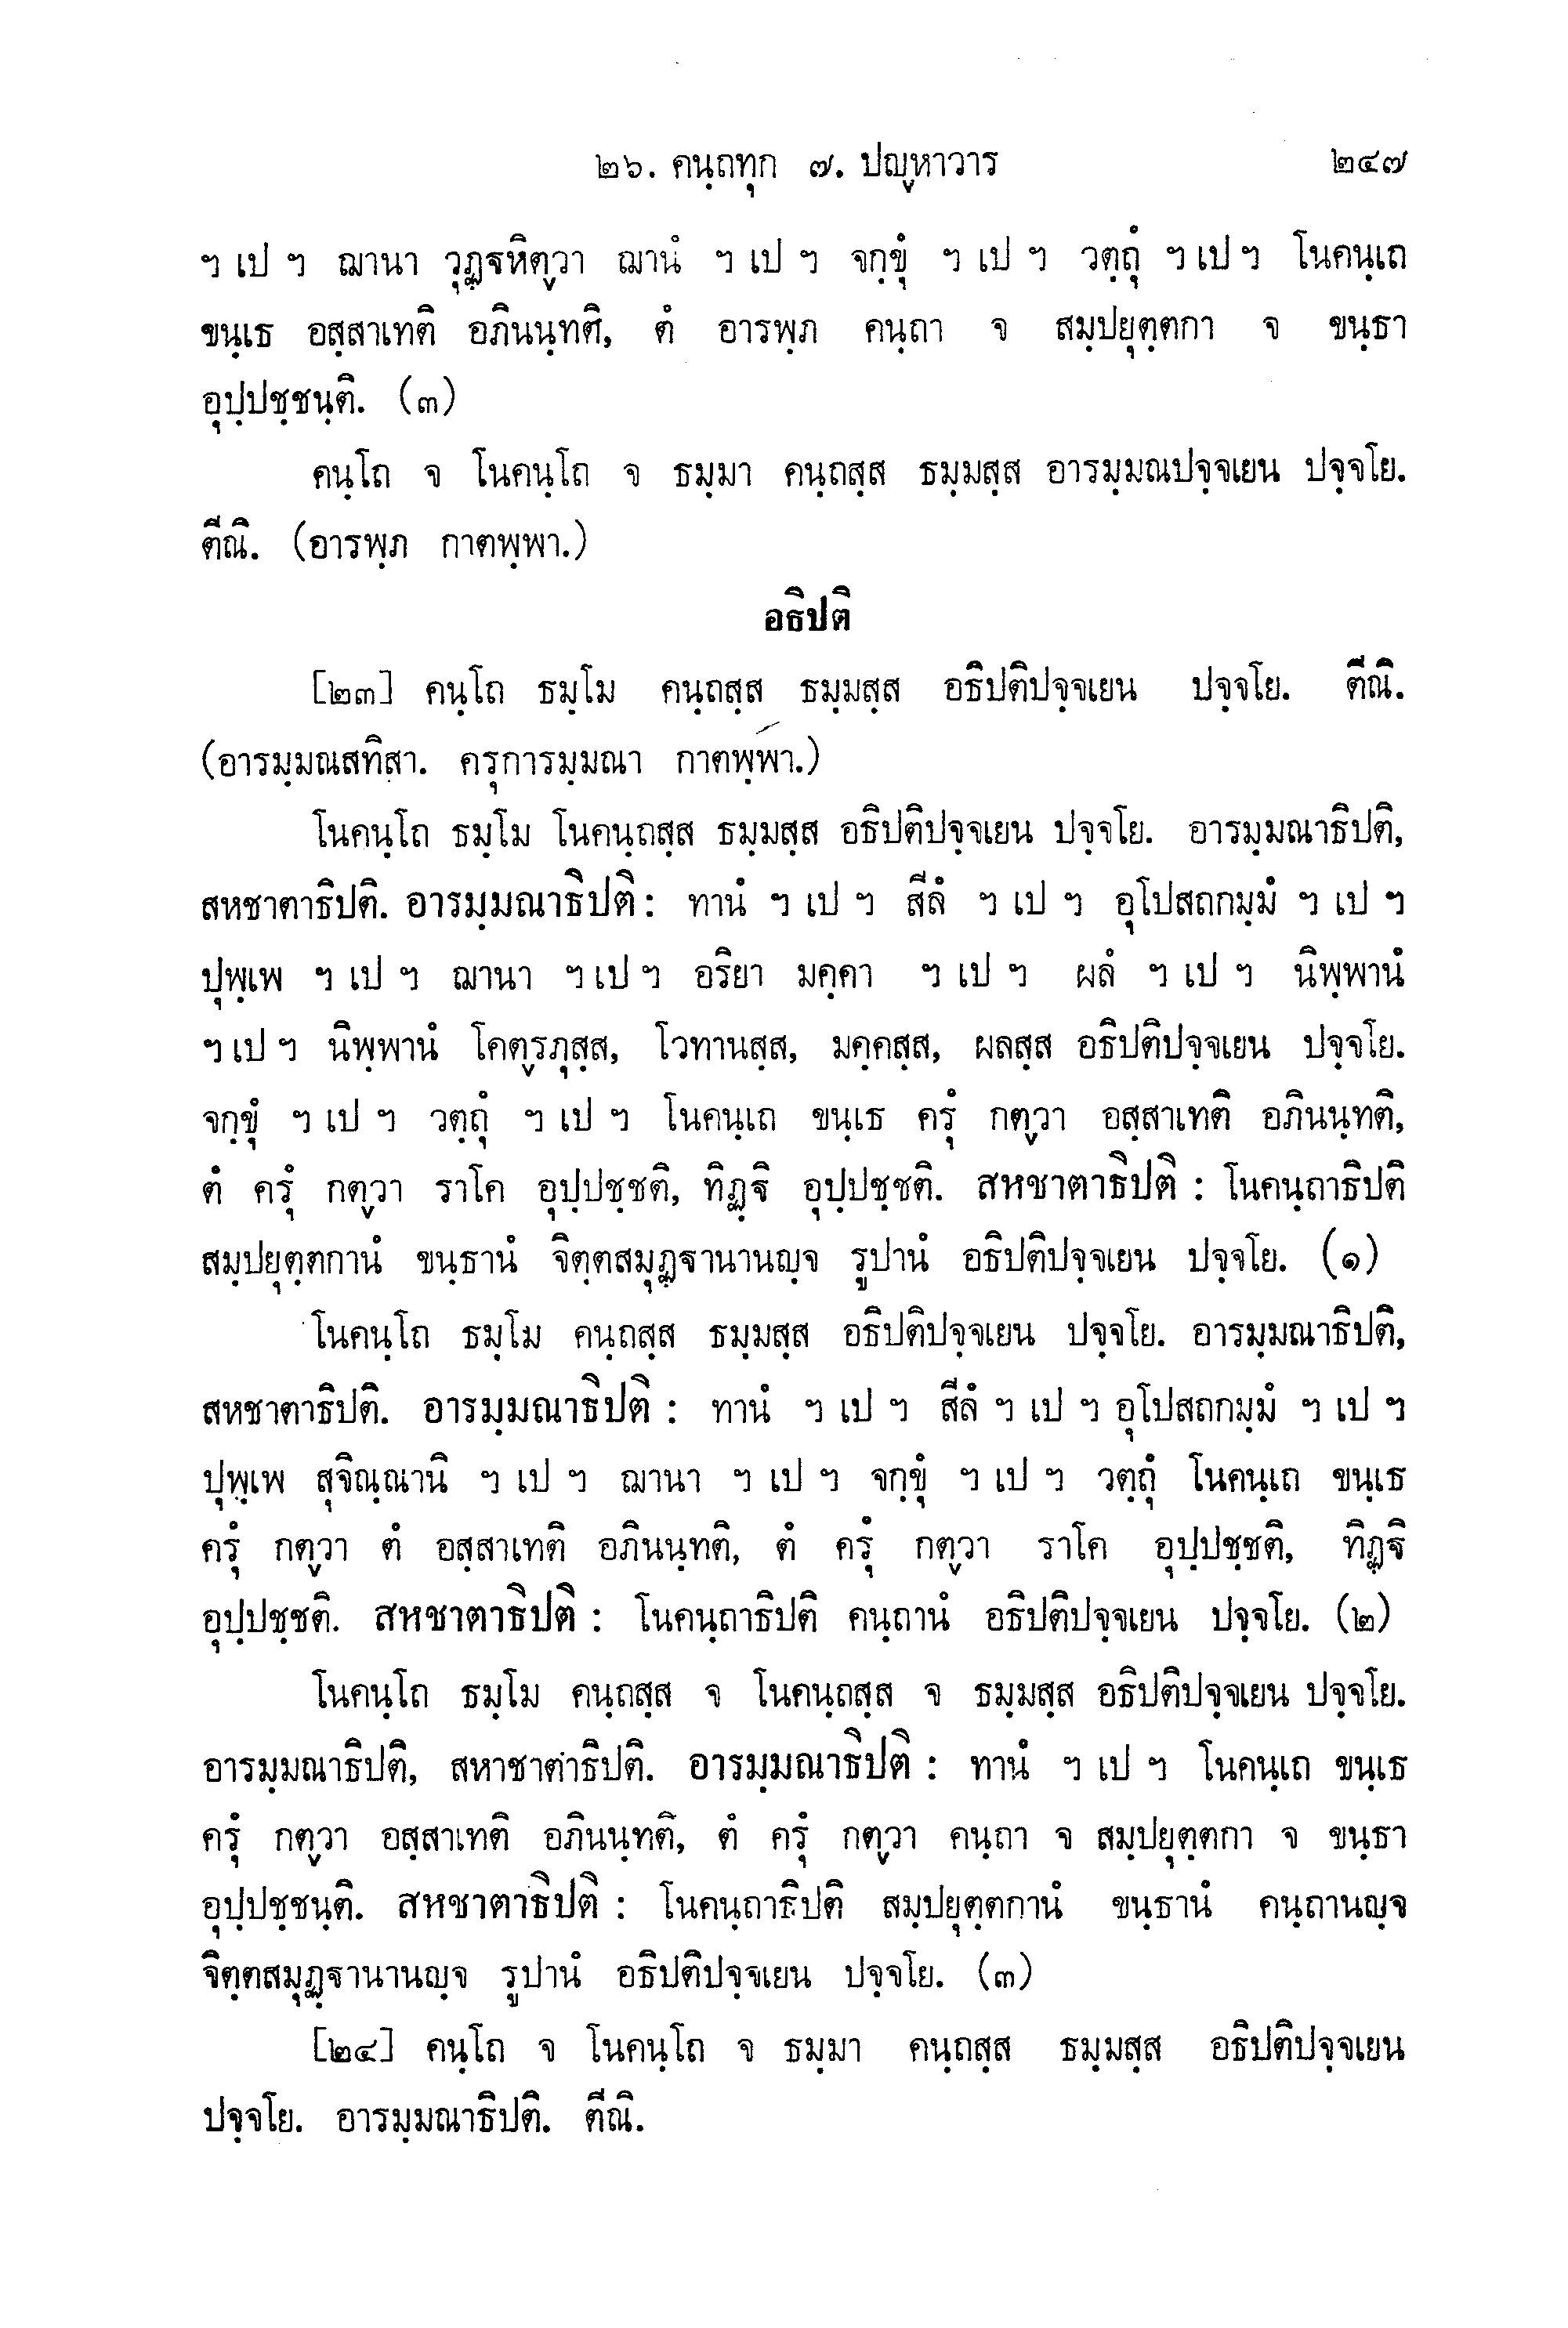 ๒๖. คนฺถทุก ๗. ปญฺหาวาร ๒๔๗
ฯ เป ฯ ฌานา วุฏฺฐหิตฺวา ฌานํ ฯ เป ฯ จกฺขุํ ฯ เป ฯ วตฺถุํ ฯ เป ฯ โนคนฺเถ
ขนฺเธ อสฺสาเทติ อภินนฺทติ, ตํ อารพฺภ คนฺถา จ สมฺปยุตฺตกา จ ขนฺธา
อุปฺปชฺชนฺติ. (๓)
คนฺโถ จ โนคนฺโถ จ ธมฺมา คนฺถสฺส ธมฺมสฺส อารมฺมณปจฺจเยน ปจฺจโย.
ตีณิ. (อารพฺภ กาตพฺพา.)
อธิปติ
[๒๓] คนฺโถ ธมฺโม คนฺถสฺส ธมฺมสฺส อธิปติปจฺจเยน ปจฺจโย. ตีณิ.
(อารมฺมณสทิสา. ครุการมฺมณา กาตพฺพา.)
โนคนฺโถ ธมฺโม โนคนฺถสฺส ธมฺมสฺส อธิปติปจฺจเยน ปจฺจโย. อารมฺมณาธิปติ,
สหชาตาธิปติ. อารมฺมณาธิปติ : ทานํ ฯ เป ฯ สีลํ ฯ เป ฯ อุโปสถกมฺมํ ฯ เป ฯ
ปุพฺเพ ฯ เป ฯ ฌานา ฯ เป ฯ อริยา มคฺคา ฯ เป ฯ ผลํ ฯ เป ฯ นิพฺพานํ
ฯ เป ฯ นิพฺพานํ โคตฺรภุสฺส, โวทานสฺส, มคฺคสฺส, ผลสฺส อธิปติปจฺจเยน ปจฺจโย.
จกฺขุํ ฯ เป ฯ วตฺถุํ ฯ เป ฯ โนคนฺเถ ขนฺเธ ครุํ กตฺวา อสฺสาเทติ อภินนฺทติ,
ตํ ครุํ กตฺวา ราโค อุปฺปชฺชติ, ทิฏฺฐิ อุปฺปชฺชติ. สหชาตาธิปติ : โนคนฺถาธิปติ
สมฺปยุตฺตกานํ ขนฺธานํ จิตฺตสมุฏฺฐานานญฺจ รูปานํ อธิปติปจฺจเยน ปจฺจโย. (๑)
โนคนฺโถ ธมฺโม คนฺถสฺส ธมฺมสฺส อธิปติปจฺจเยน ปจฺจโย. อารมฺมณาธิปติ,
สหชาตาธิปติ. อารมฺมณาธิปติ : ทานํ ฯ เป ฯ สีลํ ฯ เป ฯ อุโปสถกมฺมํ ฯ เป ฯ
ปุพฺเพ สุจิณฺณานิ ฯ เป ฯ ฌานา ฯ เป ฯ จกฺขุํ ฯ เป ฯ วตฺถุํ โนคนฺเถ ขนฺเธ
ครุํ กตฺวา ตํ อสฺสาเทติ อภินนฺทติ, ตํ ครุํ กตฺวา ราโค อุปฺปชฺชติ, ทิฏฺฐิ
อุปฺปชฺชติ. สหชาตาธิปติ : โนคนฺถาธิปติ คนฺถานํ อธิปติปจฺจเยน ปจฺจโย. (๒)
โนคนฺโถ ธมฺโม คนฺถสฺส จ โนคนฺถสฺส จ ธมฺมสฺส อธิปติปจฺจเยน ปจฺจโย.
อารมฺมณาธิปติ, สหาชาตาธิปติ. อารมฺมณาธิปติ : ทานํ ฯ เป ฯ โนคนฺเถ ขนฺเธ
ครุํ กตฺวา อสฺสาเทติ อภินนฺทติ, ตํ ครุํ กตฺวา คนฺถา จ สมฺปยุตฺตกา จ ขนฺธา
อุปฺปชฺชนฺติ. สหชาตาธิปติ : โนคนฺถาธิปติ สมฺปยุตฺตกานํ ขนฺธานํ คนฺถานญฺจ
จิตฺตสมุฏฺฐานานญฺจ รูปานํ อธิปติปจฺจเยน ปจฺจโย. (๓)
[๒๔] คนฺโถ จ โนคนฺโถ จ ธมฺมา คนฺถสฺส ธมฺมสฺส อธิปติปจฺจเยน
ปจฺจโย. อารมฺมณาธิปติ. ตีณิ.